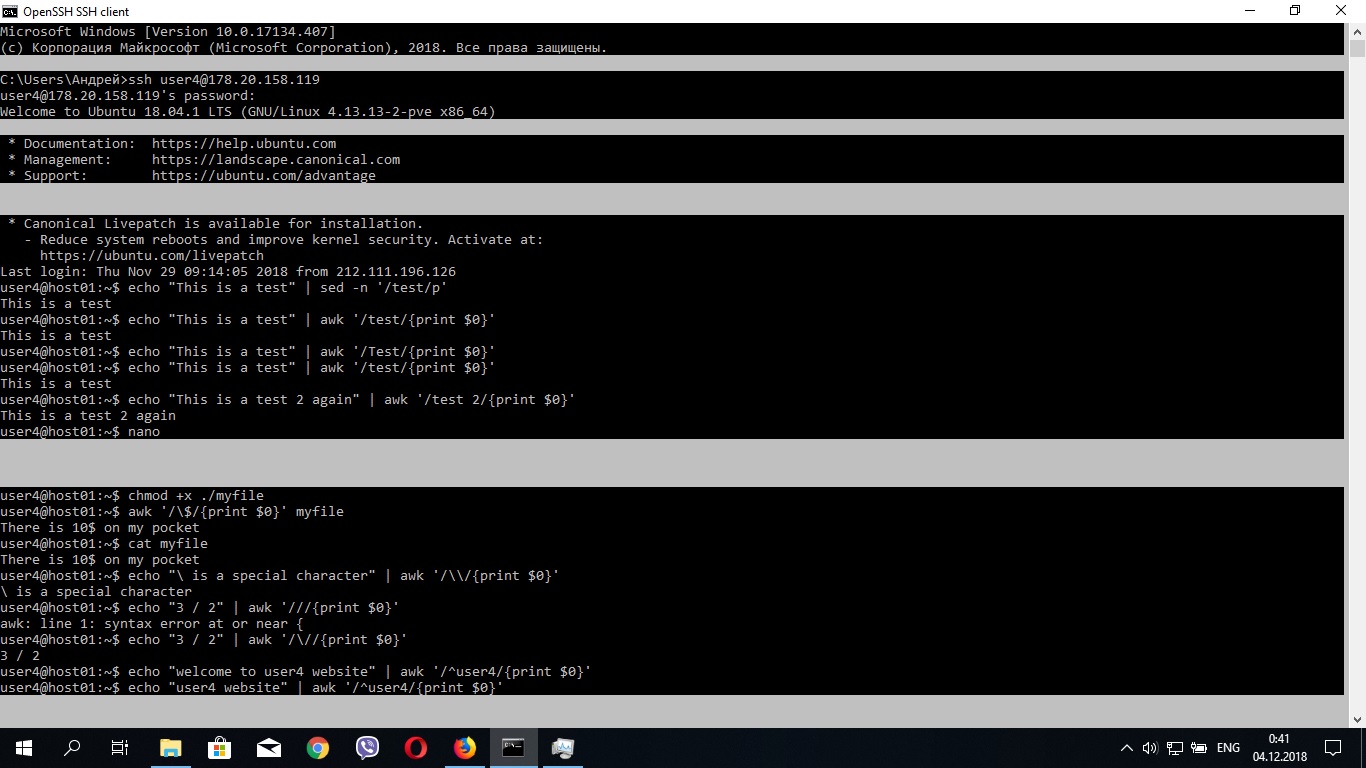 OpenSSH SSH client
Microsoft Windows [Version 10.0.17134.407]
(c) Корпорация Майкрософт (Microsoft Corporation), 2018. Все права защищены.
C:\Users\Андрей>ssh user4@178.20.158.119
user4@178.20.158.119's password:
Welcome to Ubuntu 18.04.1 LTS (GNU/Linux 4.13.13-2-pve x86_64)
* Documentation:  https://help.ubuntu.com
* Management:     https://landscape.canonical.com
* Support:        https://ubuntu.com/advantage
* Canonical Livepatch is available for installation.
- Reduce system reboots and improve kernel security. Activate at:
https://ubuntu.com/livepatch
Last login: Thu Nov 29 09:14:05 2018 from 212.111.196.126
user4@host01:~$ echo "This is a test" | sed -n '/test/p'
This is a test
user4@host01:~$ echo "This is a test" | awk '/test/{print $0}'
This is a test
user4@host01:~$ echo "This is a test" | awk '/Test/{print $0}'
user4@host01:~$ echo "This is a test" | awk '/test/{print $0}'
This is a test
user4@host01:~$ echo "This is a test 2 again" | awk '/test 2/{print $0}'
This is a test 2 again
user4@host01:~$ nano
user4@host01:~$ chmod +x ./myfile
user4@host01:~$ awk '/\$/{print $0}' myfile
There is 10$ on my pocket
user4@host01:~$ cat myfile
There is 10$ on my pocket
user4@host01:~$ echo "\ is a special character" | awk '/\\/{print $0}'
\ is a special character
user4@host01:~$ echo "3 / 2" | awk '///{print $0}'
awk: line 1: syntax error at or near {
user4@host01:~$ echo "3 / 2" | awk '/\//{print $0}'
3 / 2
user4@host01:~$ echo "welcome to user4 website" | awk '/^user4/{print $0}'
user4@host01:~$ echo "user4 website" | awk '/^user4/{print $0}'
ENG
0:41
04.12.2018